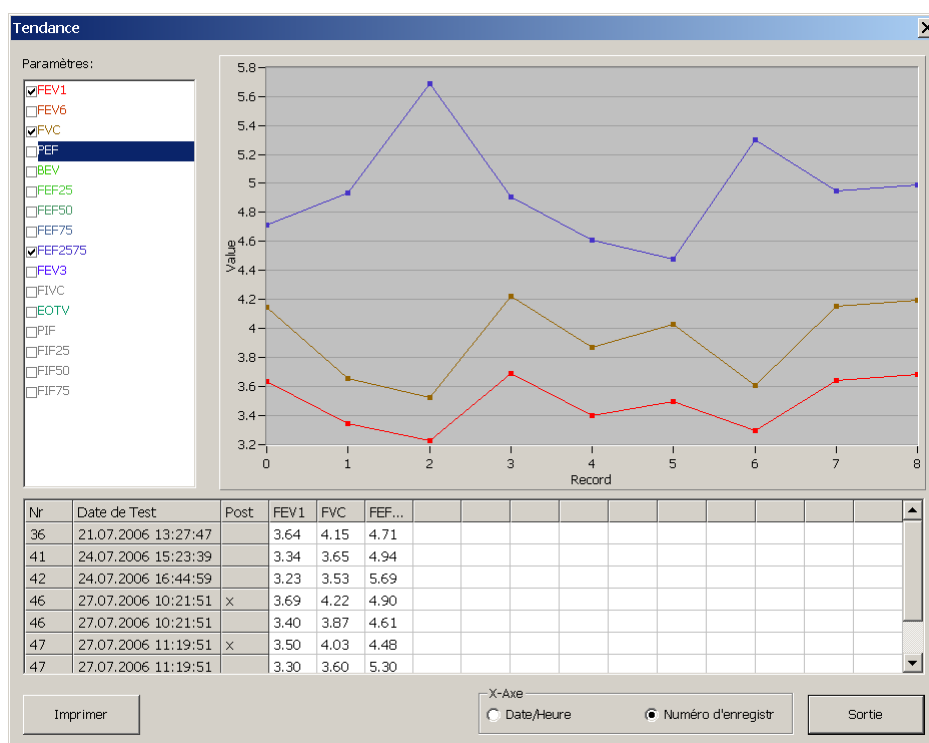 Tendance
Paramètres:
FEV1
FEV6
FVC
PEF
BEV
FEF25
FEF50
FEF75
FEF2575
FEV3
FIVC
EOTV
PIF
FIF25
FIF50
FIF75
5.8
5.6
5.4
5.2
5
4.8
4.6
4.4
4.2
4
3.8
3.6
3.4
3.2
Value
0 1 2 3 4 5 6 7 8
Record
Nr Date de Test Post FEV1 FVC FEF...
36 21.07.2006 13:27:47 3.64 4.15 4.71
41 24.07.2006 15:23:39 3.34 3.65 4.94
42 24.07.2006 16:44:59 3.23 3.53 5.69
46 27.07.2006 10:21:51 x 3.69 4.22 4.90
46 27.07.2006 10:21:51 3.40 3.87 4.61
47 27.07.2006 11:19:51 x 3.50 4.03 4.48
47 27.07.2006 11:19:51 3.30 3.60 5.30
Imprimer
X-Axe
Date/Heure
Numéro d'enregistr
Sortie